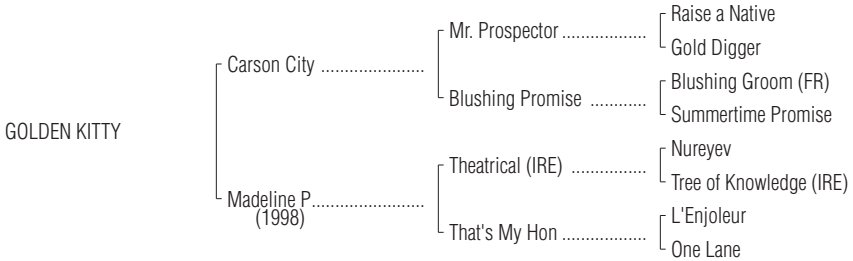 Raise a Native
Mr. Prospector ..................
Gold Digger
Carson City ......................
Blushing Groom (FR)
Blushing Promise ............
Summertime Promise
GOLDEN KITTY
Nureyev
Theatrical (IRE) ................
Tree of Knowledge (IRE)
Madeline P........................
(1998)
L'Enjoleur
That's My Hon ..................
One Lane